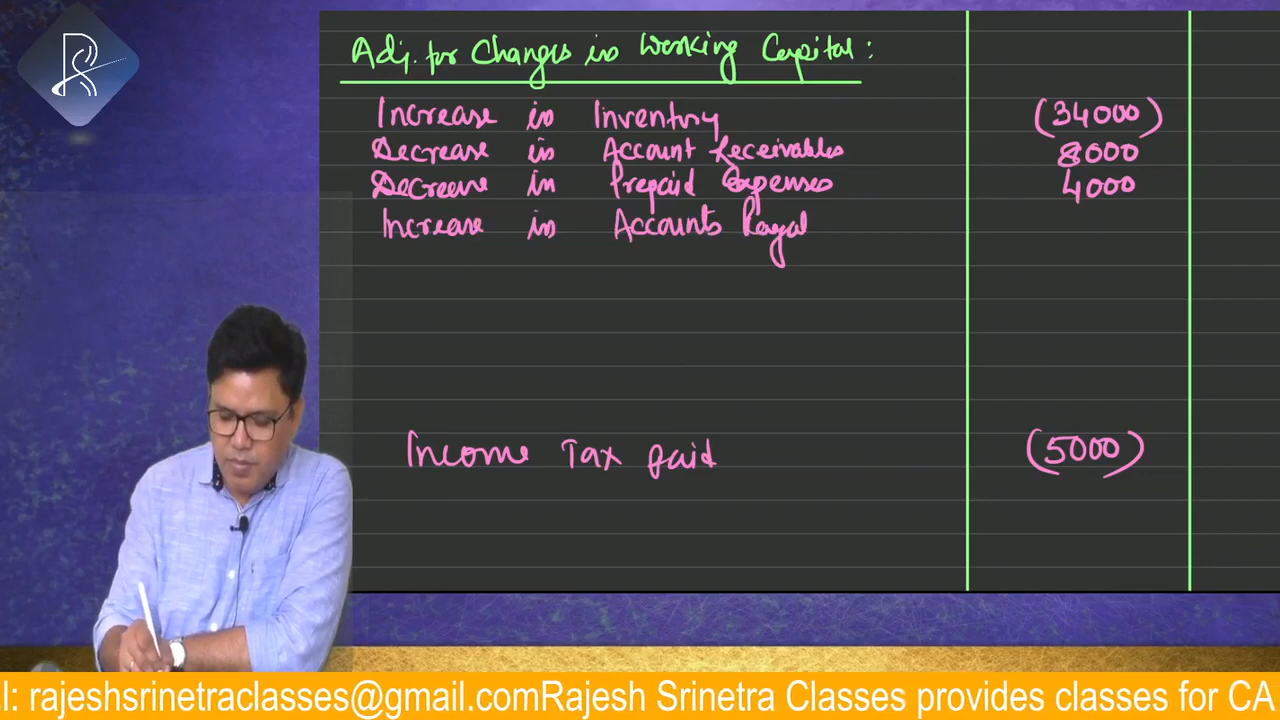 Adj. for Changes in Working Capital :
Increase in Inventory (34000)
Decrease in Account Receivables 8000
Decrease in Prepaid Expenses 4000
Increase in Accounts Payal
Income Tax paid (5000)
l: rajeshsrinetraclasses@gmail.comRajesh Srinetra Classes provides classes for CA